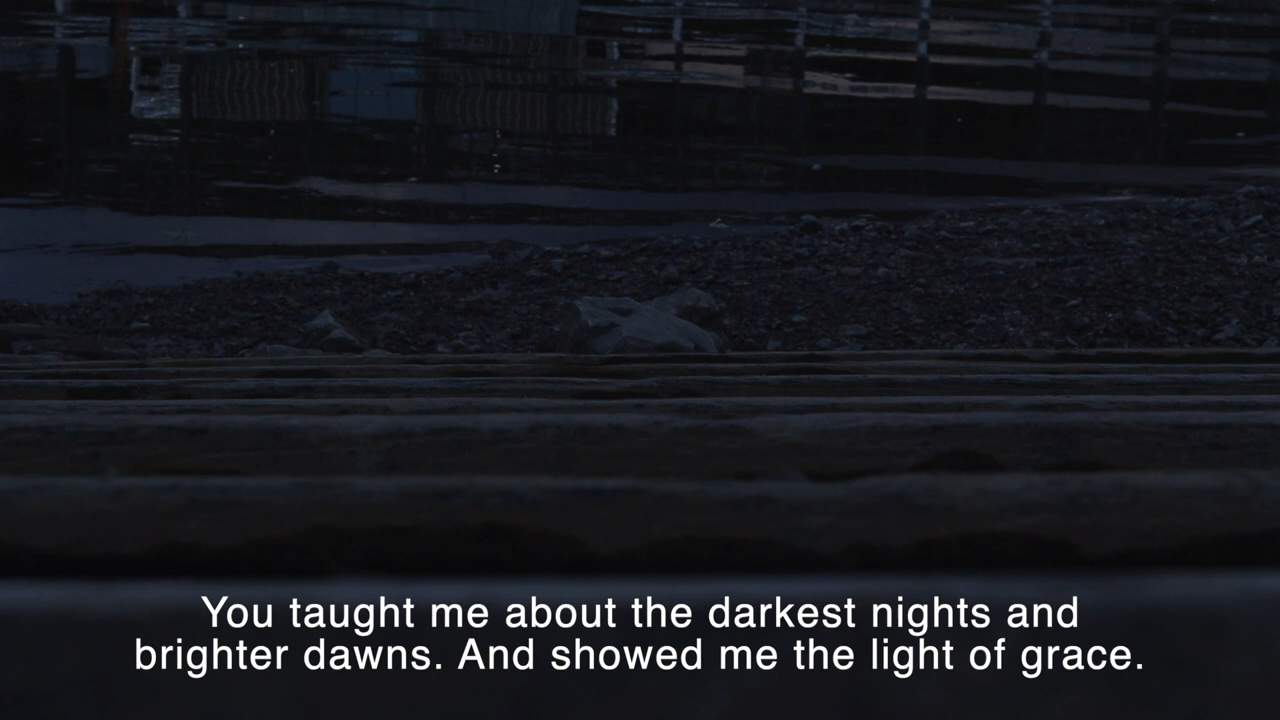 You taught me about the darkest nights and
brighter dawns. And showed me the light of grace.